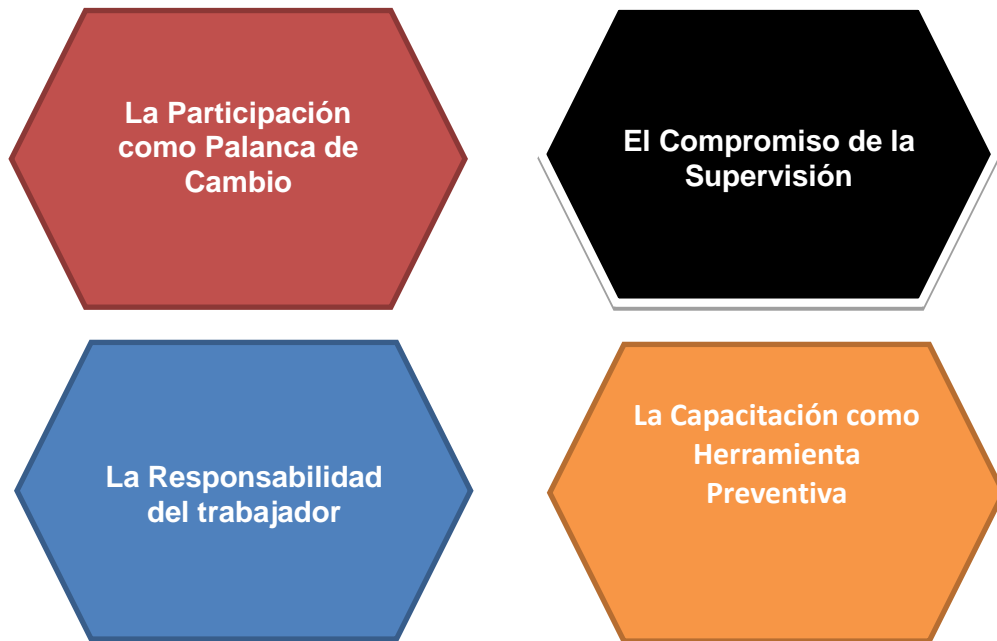 La Participación
como Palanca de
Cambio
El Compromiso de la
Supervisión
La Responsabilidad
del trabajador
La Capacitación como
Herramienta
Preventiva